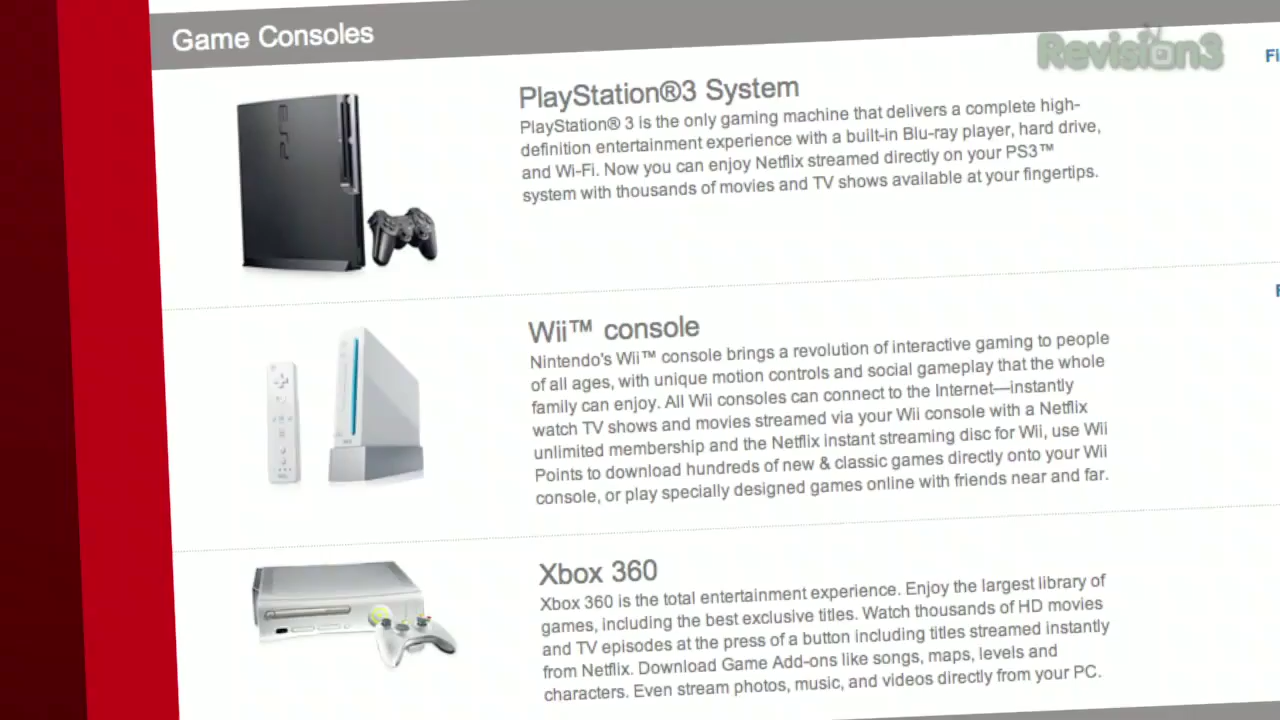 Game Consoles
Revision3
PlayStation®3 System
PlayStation® 3 is the only gaming machine that delivers a complete high-
definition entertainment experience with a built-in Blu-ray player, hard drive,
and Wi-Fi. Now you can enjoy Netflix streamed directly on your PS3™
system with thousands of movies and TV shows available at your fingertips.
Wii™ console
Nintendo's Wii™ console brings a revolution of interactive gaming to people
of all ages, with unique motion controls and social gameplay that the whole
family can enjoy. All Wii consoles can connect to the Internet—instantly
watch TV shows and movies streamed via your Wii console with a Netflix
unlimited membership and the Netflix instant streaming disc for Wii, use Wii
Points to download hundreds of new & classic games directly onto your Wii
console, or play specially designed games online with friends near and far.
Xbox 360
Xbox 360 is the total entertainment experience. Enjoy the largest library of
games, including the best exclusive titles. Watch thousands of HD movies
and TV episodes at the press of a button including titles streamed instantly
from Netflix. Download Game Add-ons like songs, maps, levels and
characters. Even stream photos, music, and videos directly from your PC.